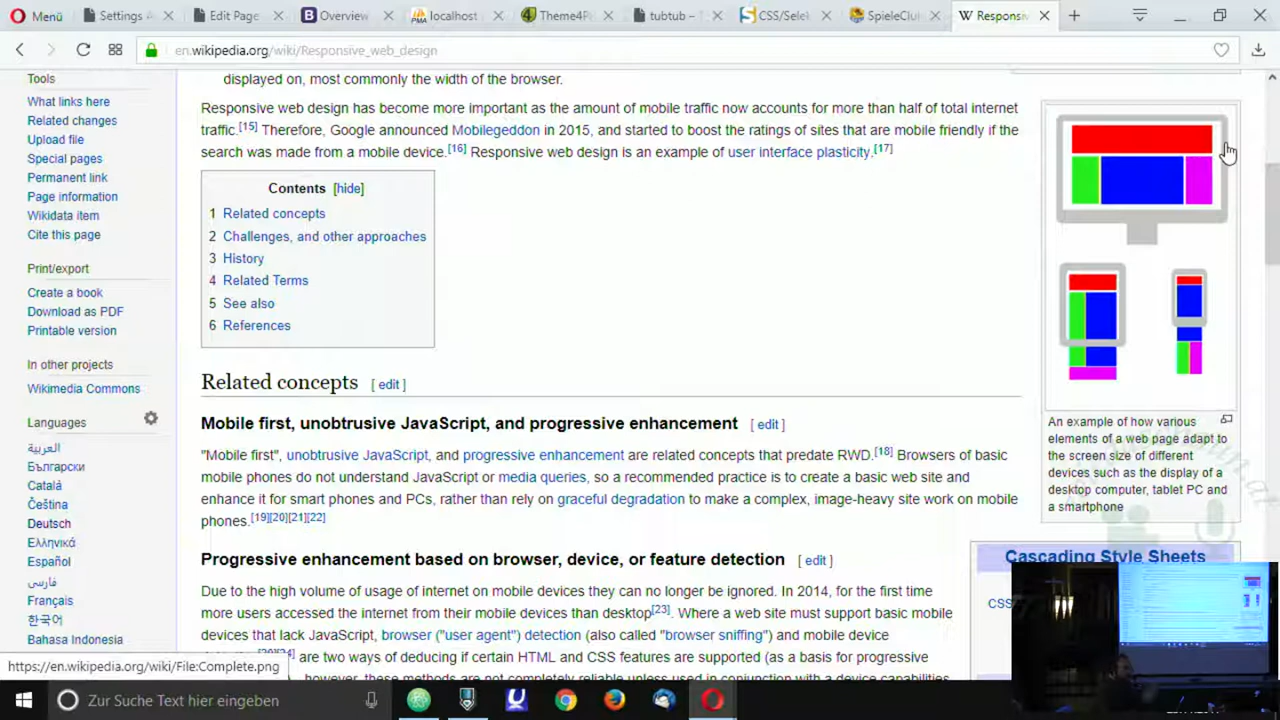 Menü
Settings
Edit Page
Overview
localhost
Theme4P
tubtub – T
CSS/Selek
SpieleClu
Responsiv
en.wikipedia.org/wiki/Responsive_web_design
Tools
What links here
Related changes
Upload file
Special pages
Permanent link
Page information
Wikidata item
Cite this page
Print/export
Create a book
Download as PDF
Printable version
In other projects
Wikimedia Commons
Languages
العربية
Български
Català
Čeština
Deutsch
Ελληνικά
Español
فارسی
Français
한국어
Bahasa Indonesia
displayed on, most commonly the width of the browser.
Responsive web design has become more important as the amount of mobile traffic now accounts for more than half of total internet
traffic.[15] Therefore, Google announced Mobilegeddon in 2015, and started to boost the ratings of sites that are mobile friendly if the
search was made from a mobile device.[16] Responsive web design is an example of user interface plasticity.[17]
Contents [hide]
1 Related concepts
2 Challenges, and other approaches
3 History
4 Related Terms
5 See also
6 References
Related concepts [ edit ]
Mobile first, unobtrusive JavaScript, and progressive enhancement [ edit ]
"Mobile first", unobtrusive JavaScript, and progressive enhancement are related concepts that predate RWD.[18] Browsers of basic
mobile phones do not understand JavaScript or media queries, so a recommended practice is to create a basic web site and
enhance it for smart phones and PCs, rather than rely on graceful degradation to make a complex, image-heavy site work on mobile
phones.[19][20][21][22]
Progressive enhancement based on browser, device, or feature detection [ edit ]
Due to the high volume of usage of internet on mobile devices they can no longer be ignored. In 2014, for the first time
more users accessed the internet from their mobile devices than desktop[23]. Where a web site must support basic mobile
devices that lack JavaScript, browser ("user agent") detection (also called "browser sniffing") and mobile device
are two ways of deducing if certain HTML and CSS features are supported (as a basis for progressive
however, these methods are not completely reliable unless used in conjunction with a device capabilities
An example of how various
elements of a web page adapt to
the screen size of different
devices such as the display of a
desktop computer, tablet PC and
a smartphone
Cascading Style Sheets
CSS
https://en.wikipedia.org/wiki/File:Complete.png
Zur Suche Text hier eingeben